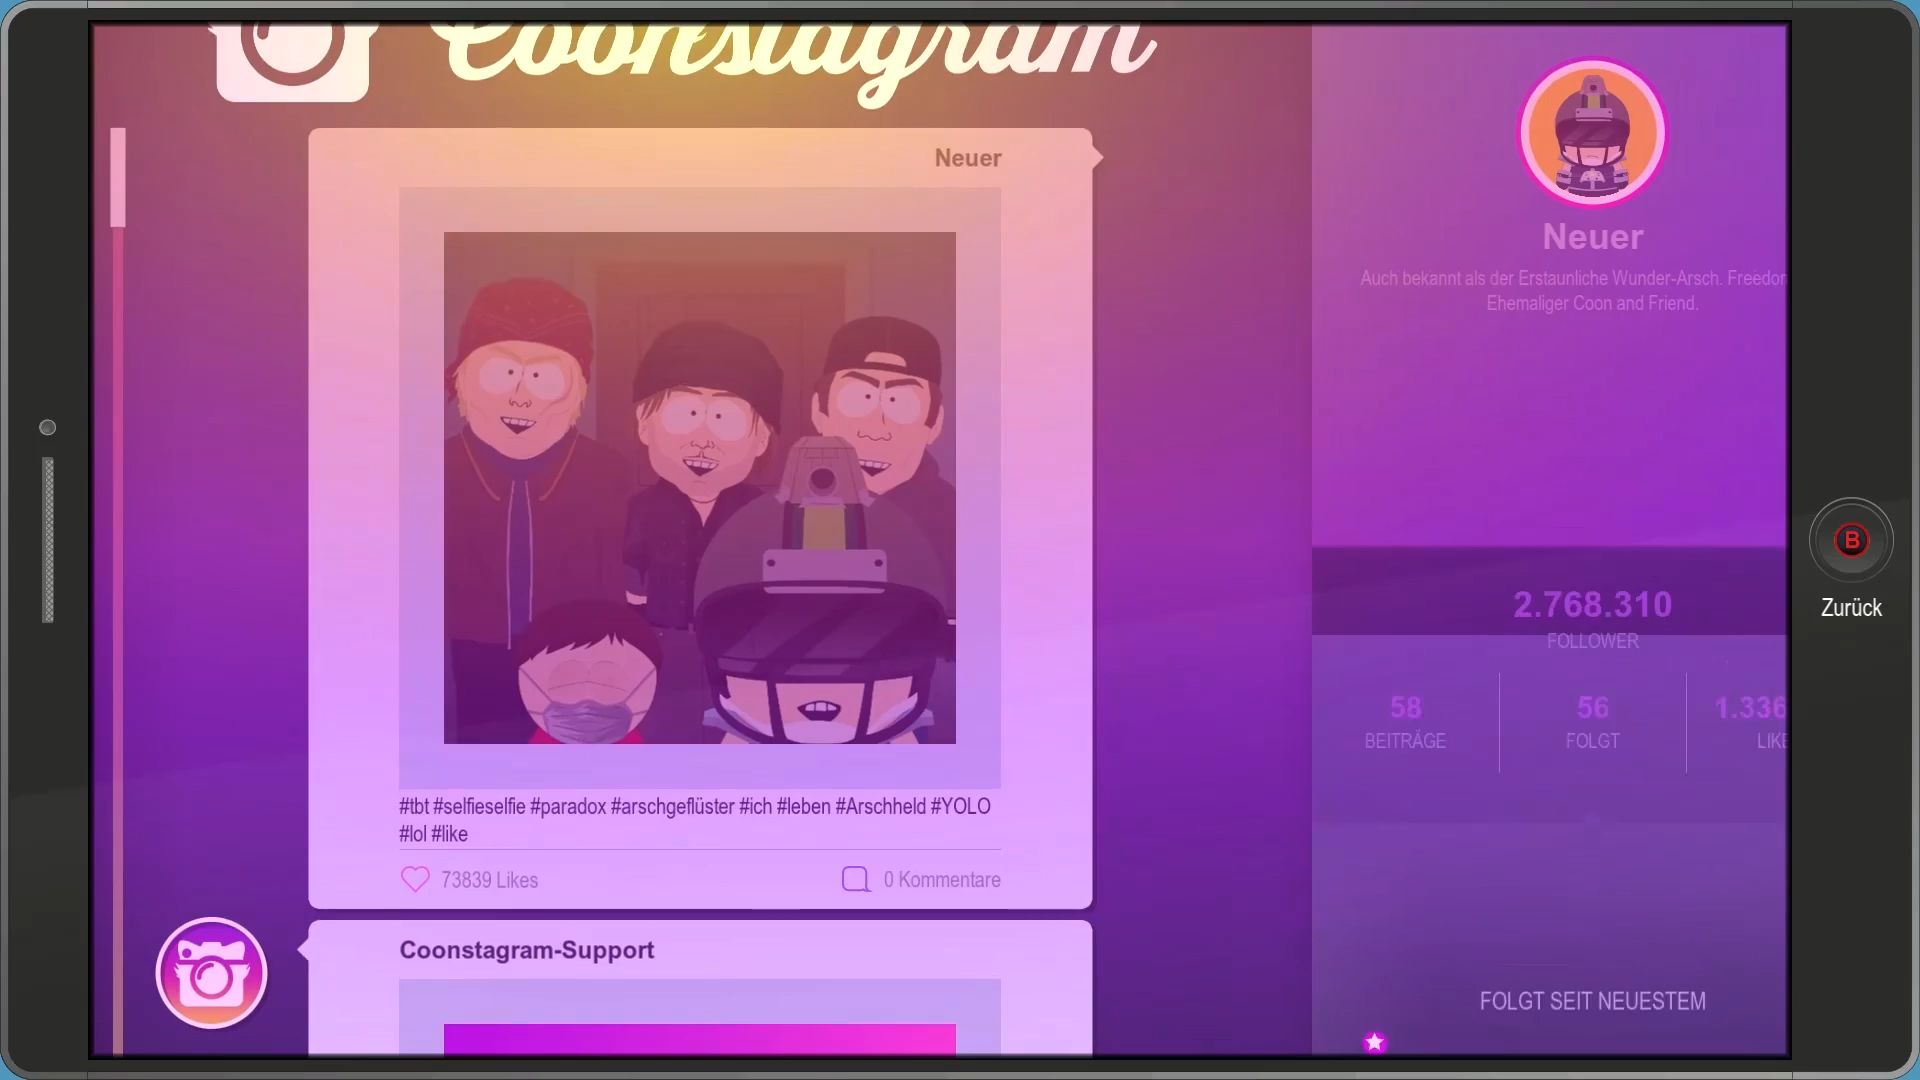 Coonstagram
Neuer
#tbt #selfieselfie #paradox #arschgeflüster #ich #leben #Arschheld #YOLO
#lol #like
73839 Likes
0 Kommentare
Coonstagram-Support
Neuer
Auch bekannt als der Erstaunliche Wunder-Arsch. Freedor
Ehemaliger Coon and Friend.
2.768.310
FOLLOWER
58
BEITRÄGE
56
FOLGT
1.336
LIKE
FOLGT SEIT NEUESTEM
B
Zurück